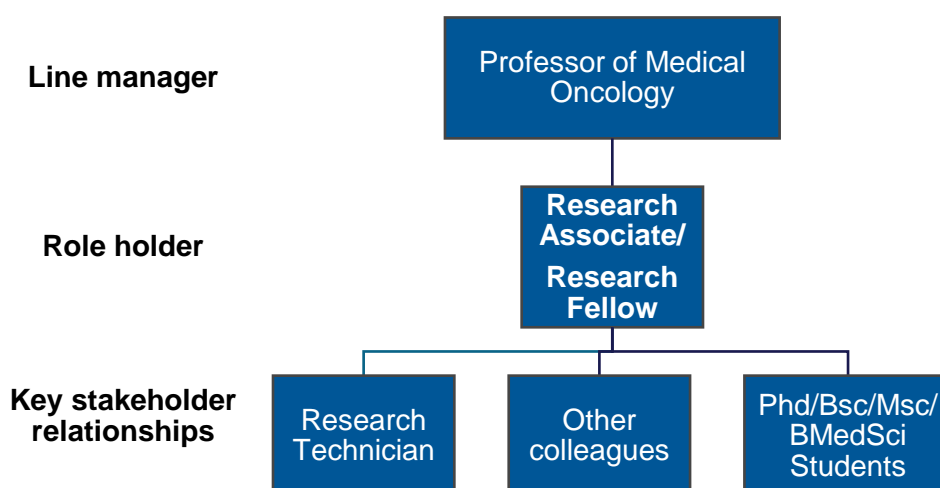 Line manager
Professor of Medical
Oncology
Role holder
Research
Associate/
Research
Fellow
Key stakeholder
relationships
Research
Technician
Other
colleagues
Phd/Bsc/Msc/
BMedSci
Students